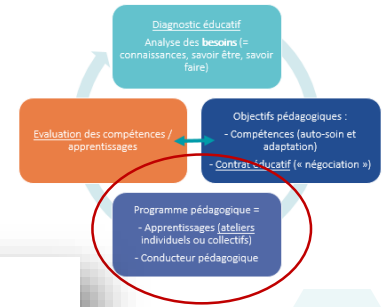 Diagnostic éducatif
Analyse des besoins (=
connaissances, savoir être, savoir
faire)
Evaluation des compétences /
apprentissages
Objectifs pédagogiques :
- Compétences (auto-soin et
adaptation)
- Contrat éducatif (« négociation »)
Programme pédagogique =
- Apprentissages (ateliers
individuels ou collectifs)
- Conducteur pédagogique